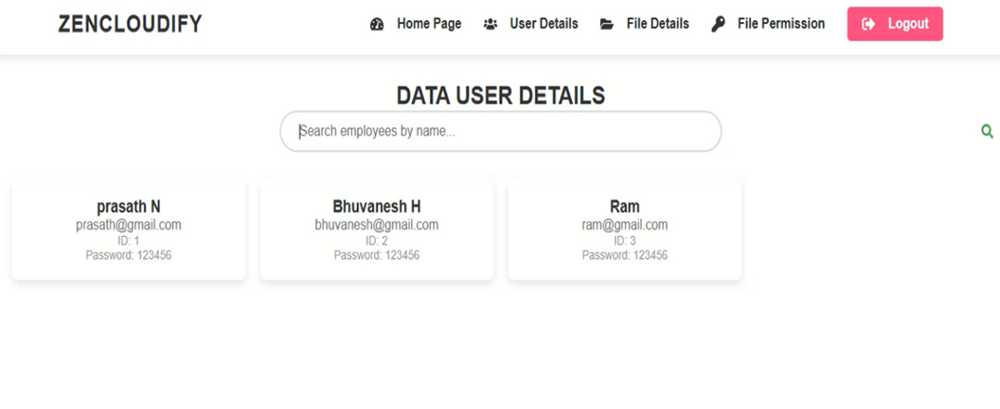 ZENCLOUDIFY Home Page User Details File Details File Permission Logout
DATA USER DETAILS
Search employees by name...
prasath N
prasath@gmail.com
ID: 1
Password: 123456
Bhuvanesh H
bhuvanesh@gmail.com
ID: 2
Password: 123456
Ram
ram@gmail.com
ID: 3
Password: 123456